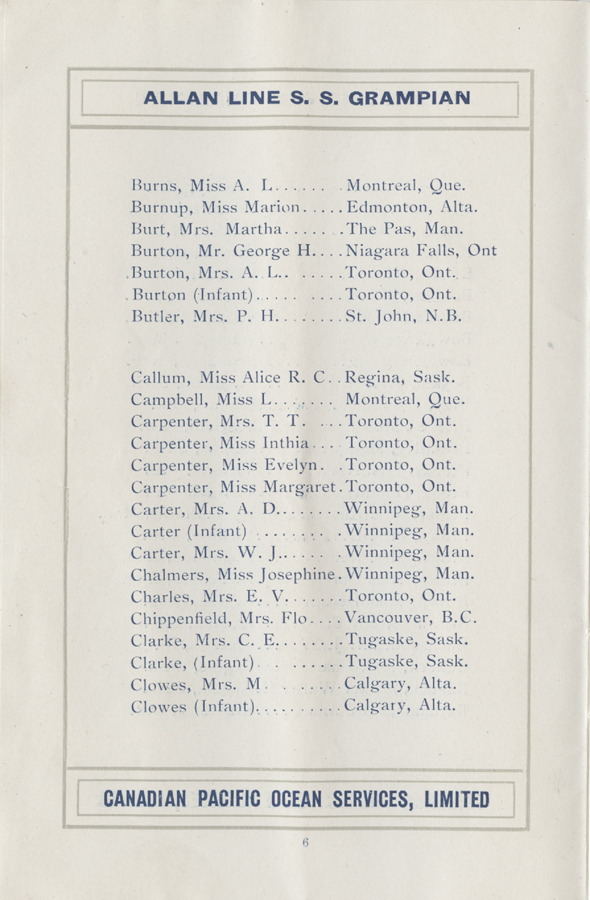 ALLAN LINE S. S. GRAMPIAN
Burns, Miss A. L...... .Montreal, Que.
Burnup, Miss Marion.....Edmonton, Alta.
Burt, Mrs. Martha...... .The Pas, Man.
Burton, Mr. George H....Niagara Falls, Ont
Burton, Mrs. A. L.. .....Toronto, Ont.
Burton (Infant)..... ....Toronto, Ont.
Butler, Mrs. P. H........St. John, N.B.
Callum, Miss Alice R. C..Regina, Sask.
Campbell, Miss L....... Montreal, Que.
Carpenter, Mrs. T. T. ...Toronto, Ont.
Carpenter, Miss Inthia... Toronto, Ont.
Carpenter, Miss Evelyn. .Toronto, Ont.
Carpenter, Miss Margaret.Toronto, Ont.
Carter, Mrs. A. D........Winnipeg, Man.
Carter (Infant) ....... .Winnipeg, Man.
Carter, Mrs. W. J...... .Winnipeg, Man.
Chalmers, Miss Josephine.Winnipeg, Man.
Charles, Mrs. E. V.......Toronto, Ont.
Chippenfield, Mrs. Flo....Vancouver, B.C.
Clarke, Mrs. C. E........Tugaske, Sask.
Clarke, (Infant). . ......Tugaske, Sask.
Clowes, Mrs. M. .......Calgary, Alta.
Clowes (Infant)..........Calgary, Alta.
CANADIAN PACIFIC OCEAN SERVICES, LIMITED
6